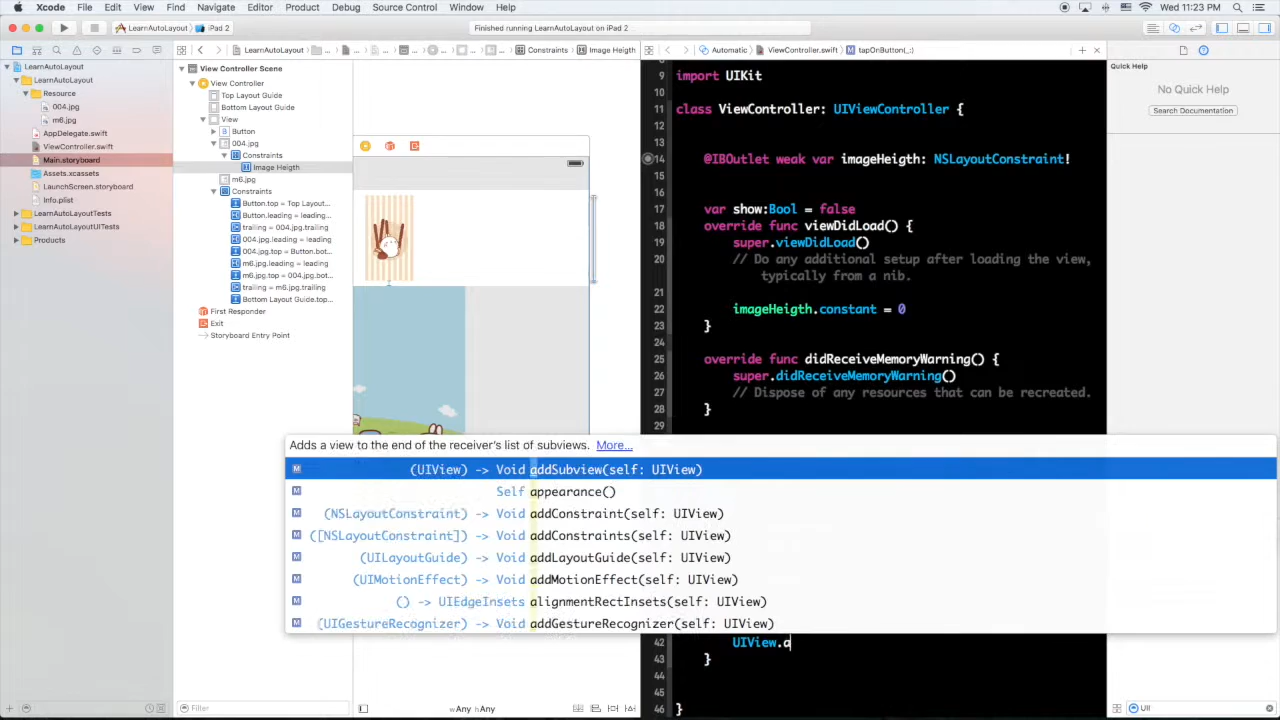 Xcode File Edit View Find Navigate Editor Product Debug Source Control Window Help
WM 11:23 PM
LearnAutoLayout iPad 2
Finished running LearnAutoLayout on iPad 2
LearnAutoLayout Constraints Image Heigth
Automatic ViewController.swift M tapOnButton(_:)
LearnAutoLayout
LearnAutoLayout
Resource
004.jpg
m6.jpg
AppDelegate.swift
ViewController.swift
Main.storyboard
Assets.xcassets
LaunchScreen.storyboard
Info.plist
LearnAutoLayoutTests
LearnAutoLayoutUITests
Products
View Controller Scene
View Controller
Top Layout Guide
Bottom Layout Guide
View
B Button
004.jpg
Constraints
Image Heigth
m6.jpg
Constraints
Button.top = Top Layout...
Button.leading = leading...
trailing = 004.jpg.trailing
004.jpg.leading = leading
004.jpg.top = Button.bot...
m6.jpg.leading = leading
m6.jpg.top = 004.jpg.bot...
trailing = m6.jpg.trailing
Bottom Layout Guide.top...
First Responder
Exit
Storyboard Entry Point
9 import UIKit
10
11 class ViewController: UIViewController {
12
13
14 @IBOutlet weak var imageHeigth: NSLayoutConstraint!
15
16
17 var show:Bool = false
18 override func viewDidLoad() {
19 super.viewDidLoad()
20 // Do any additional setup after loading the view,
typically from a nib.
21
22 imageHeigth.constant = 0
23 }
24
25 override func didReceiveMemoryWarning() {
26 super.didReceiveMemoryWarning()
27 // Dispose of any resources that can be recreated.
28 }
29
Adds a view to the end of the receiver's list of subviews. More...
M (UIView) -> Void addSubview(self: UIView)
M Self appearance()
M (NSLayoutConstraint) -> Void addConstraint(self: UIView)
M ([NSLayoutConstraint]) -> Void addConstraints(self: UIView)
M (UILayoutGuide) -> Void addLayoutGuide(self: UIView)
M (UIMotionEffect) -> Void addMotionEffect(self: UIView)
M () -> UIEdgeInsets alignmentRectInsets(self: UIView)
M (UIGestureRecognizer) -> Void addGestureRecognizer(self: UIView)
42 UIView.a
43 }
44
45
46 }
Quick Help
No Quick Help
Search Documentation
Filter
wAny hAny